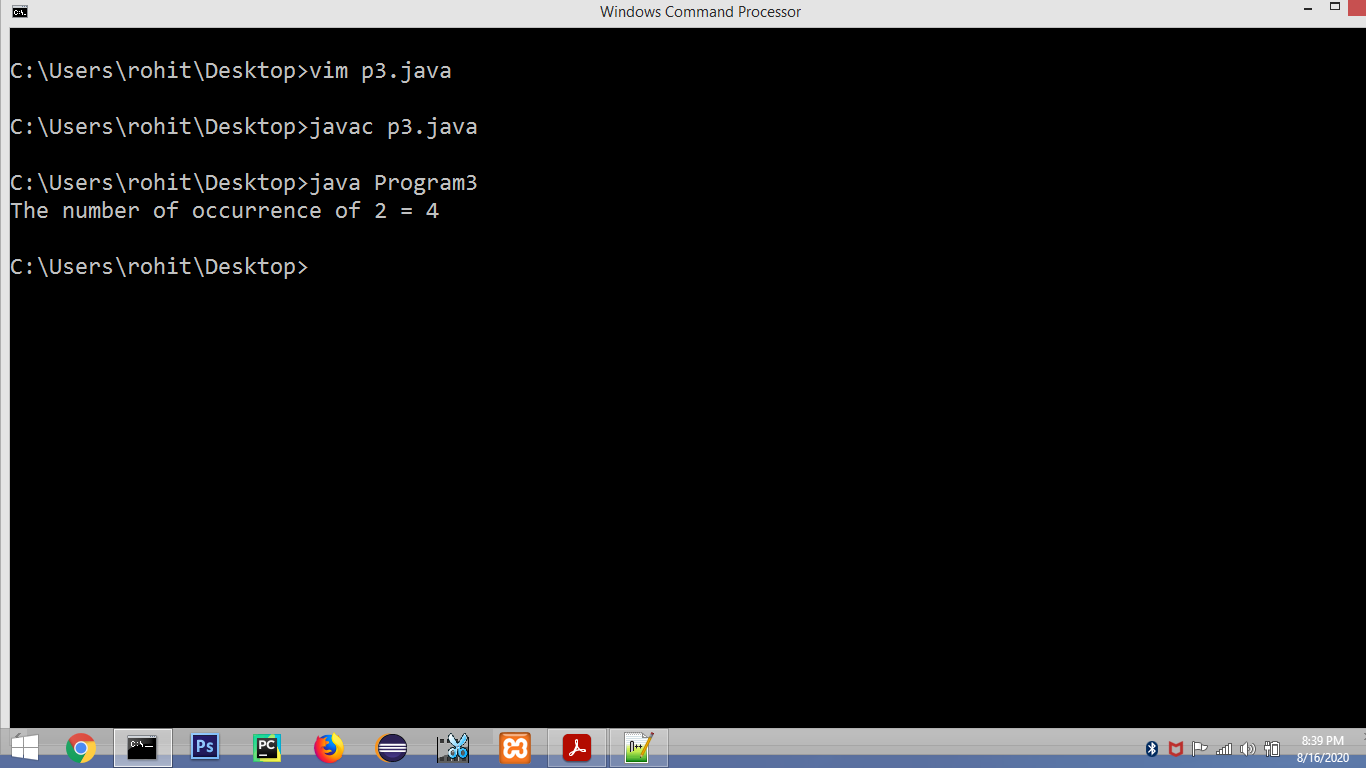 Windows Command Processor
C:\Users\rohit\Desktop>vim p3.java
C:\Users\rohit\Desktop>javac p3.java
C:\Users\rohit\Desktop>java Program3
The number of occurrence of 2 = 4
C:\Users\rohit\Desktop>
Ps
PC
8:39 PM
8/16/2020